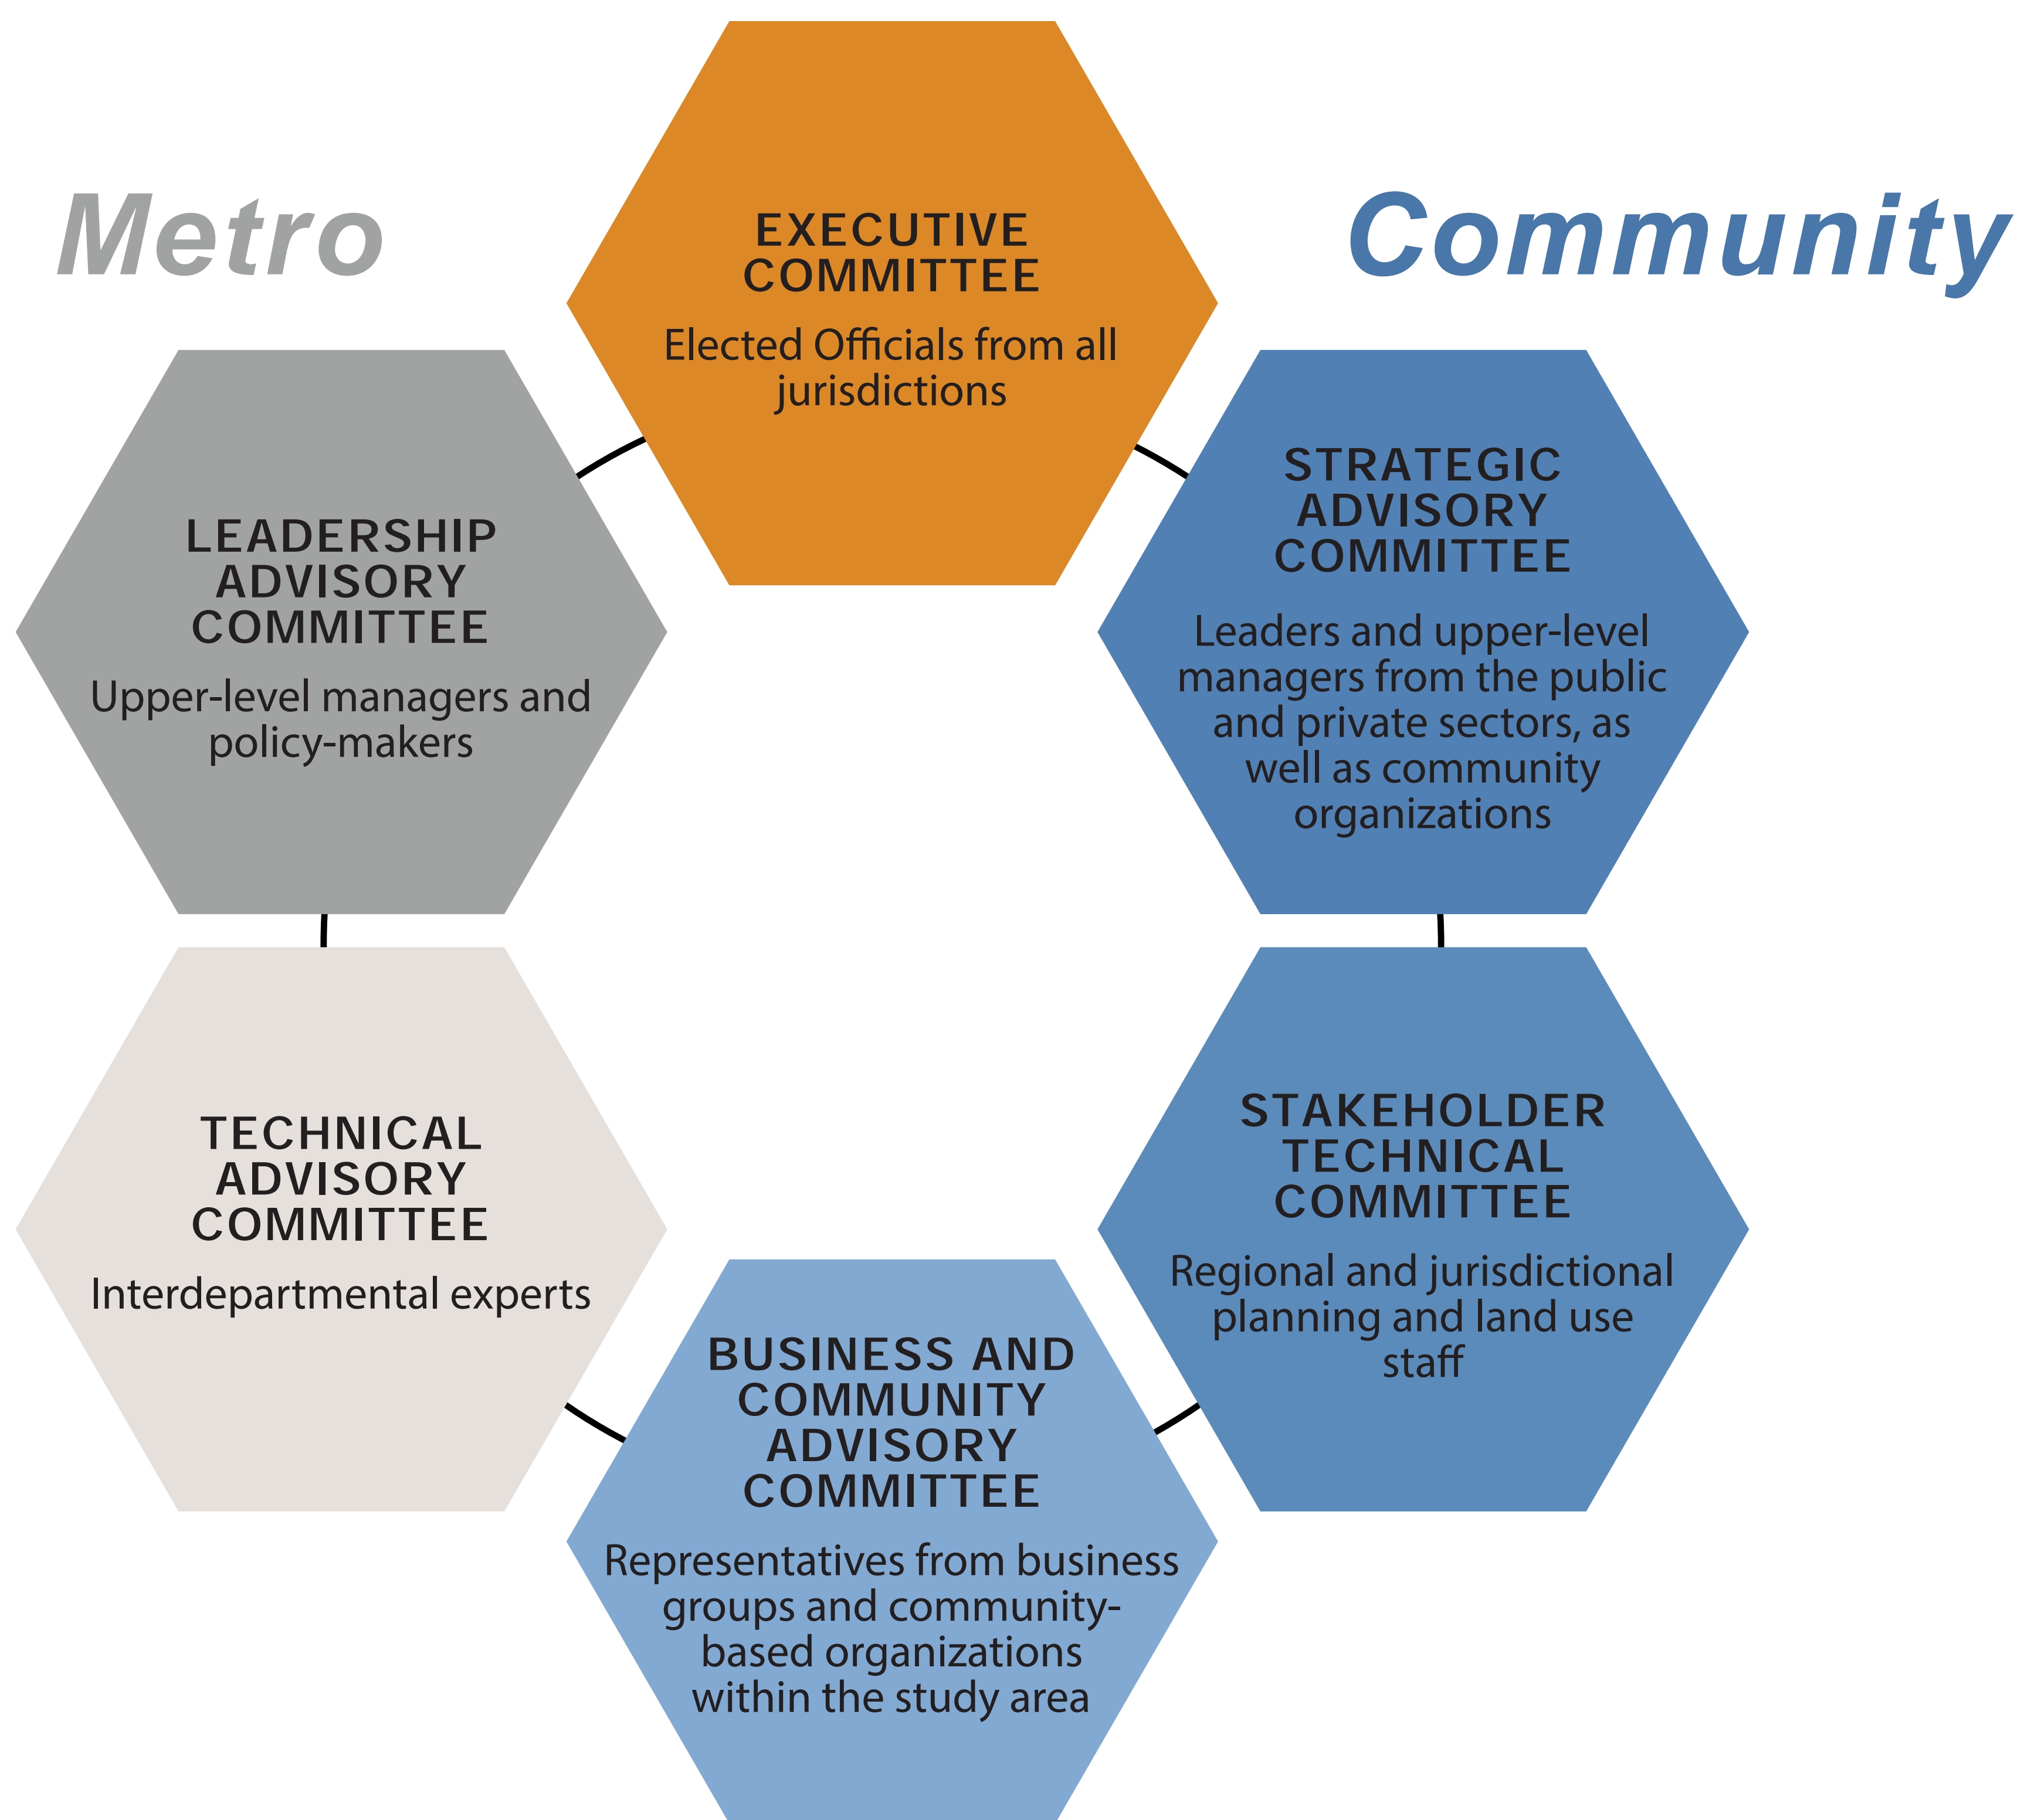 Metro
Community
EXECUTIVE
COMMITTEE
Elected Officials from all
jurisdictions
LEADERSHIP
ADVISORY
COMMITTEE
Upper-level managers and
policy-makers
STRATEGIC
ADVISORY
COMMITTEE
Leaders and upper-level
managers from the public
and private sectors, as
well as community
organizations
TECHNICAL
ADVISORY
COMMITTEE
Interdepartmental experts
STAKEHOLDER
TECHNICAL
COMMITTEE
Regional and jurisdictional
planning and land use
staff
BUSINESS AND
COMMUNITY
ADVISORY
COMMITTEE
Representatives from business
groups and community-
based organizations
within the study area